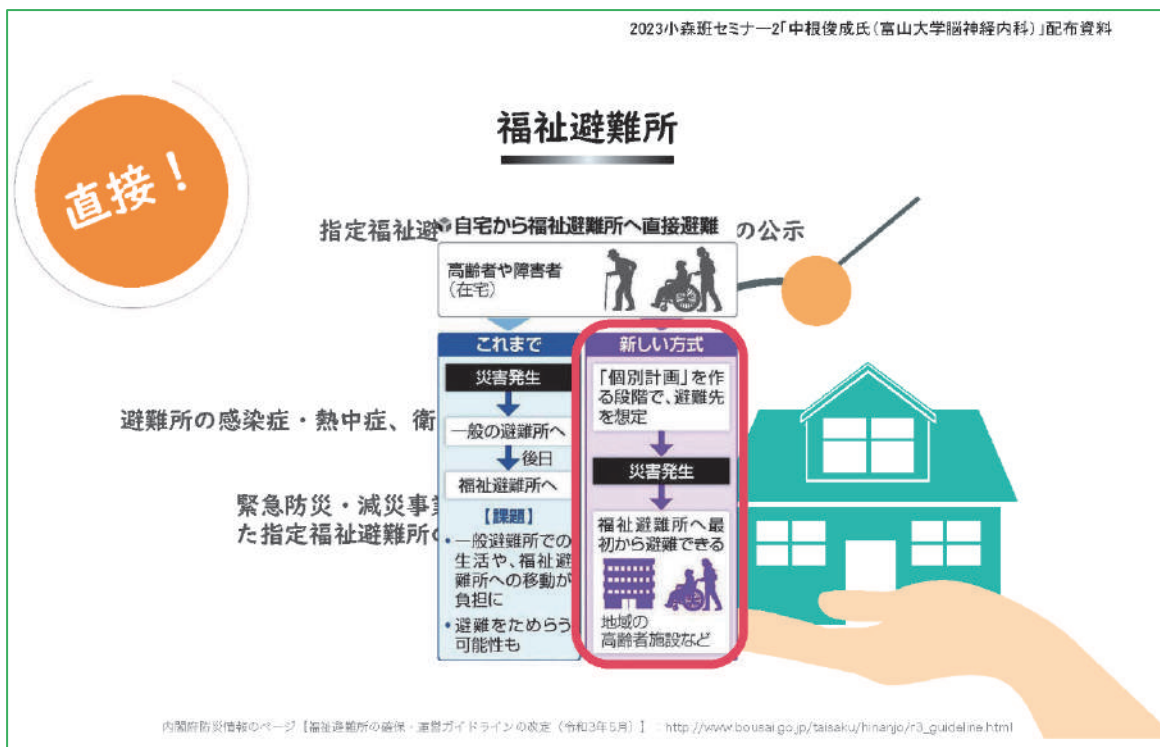 2023小森班セミナー2「中根俊成氏(富山大学脳神経内科)」配布資料
福祉避難所
直接！
指定福祉避
自宅から福祉避難所へ直接避難
の公示
高齢者や障害者
(在宅)
これまで
災害発生
一般の避難所へ
後日
福祉避難所へ
【課題】
・一般避難所での
生活や、福祉避
難所への移動が
負担に
・避難をためらう
可能性も
新しい方式
「個別計画」を作
る段階で、避難先
を想定
災害発生
福祉避難所へ最
初から避難できる
地域の
高齢者施設など
避難所の感染症・熱中症、衛
緊急防災・減災事業
た指定福祉避難所の
内閣府防災情報のページ【福祉避難所の確保・運営ガイドラインの改定（令和3年5月）】：http://www.bousai.go.jp/taisaku/hinanjo/r3_guideline.html